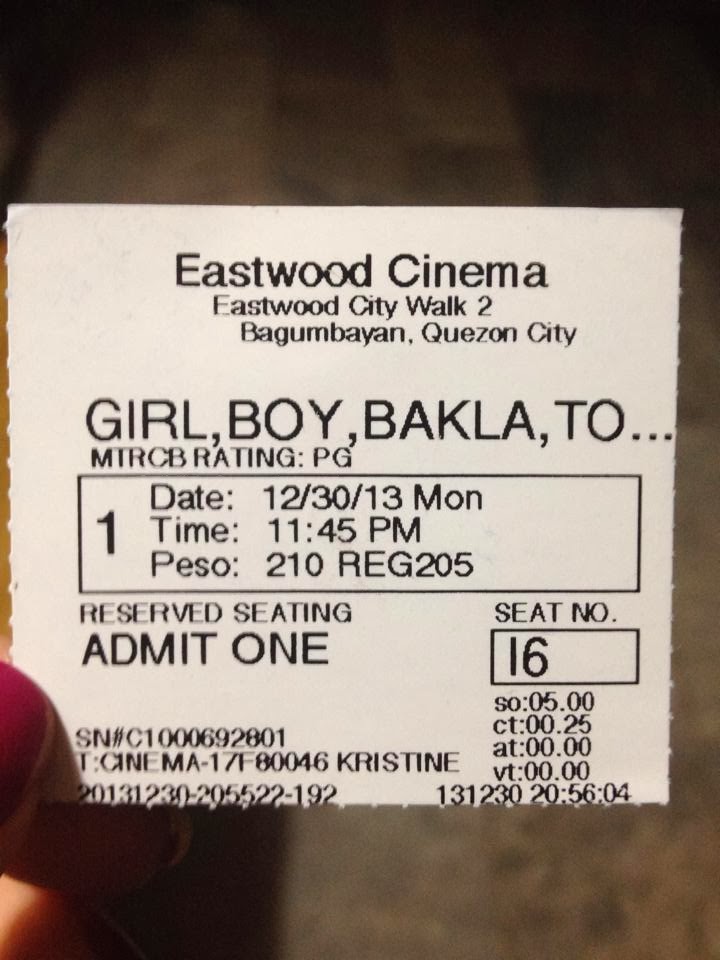 Eastwood Cinema
Eastwood City Walk 2
Bagumbayan, Quezon City
GIRL,BOY,BAKLA,TO...
MTRCB RATING: PG
1
Date: 12/30/13 Mon
Time: 11:45 PM
Peso: 210 REG205
RESERVED SEATING
SEAT NO.
ADMIT ONE
I6
so:05.00
ct:00.25
at:00.00
vt:00.00
SN#C1000692801
T:CINEMA-17F80046 KRISTINE
20131230-205522-192
131230 20:56:04